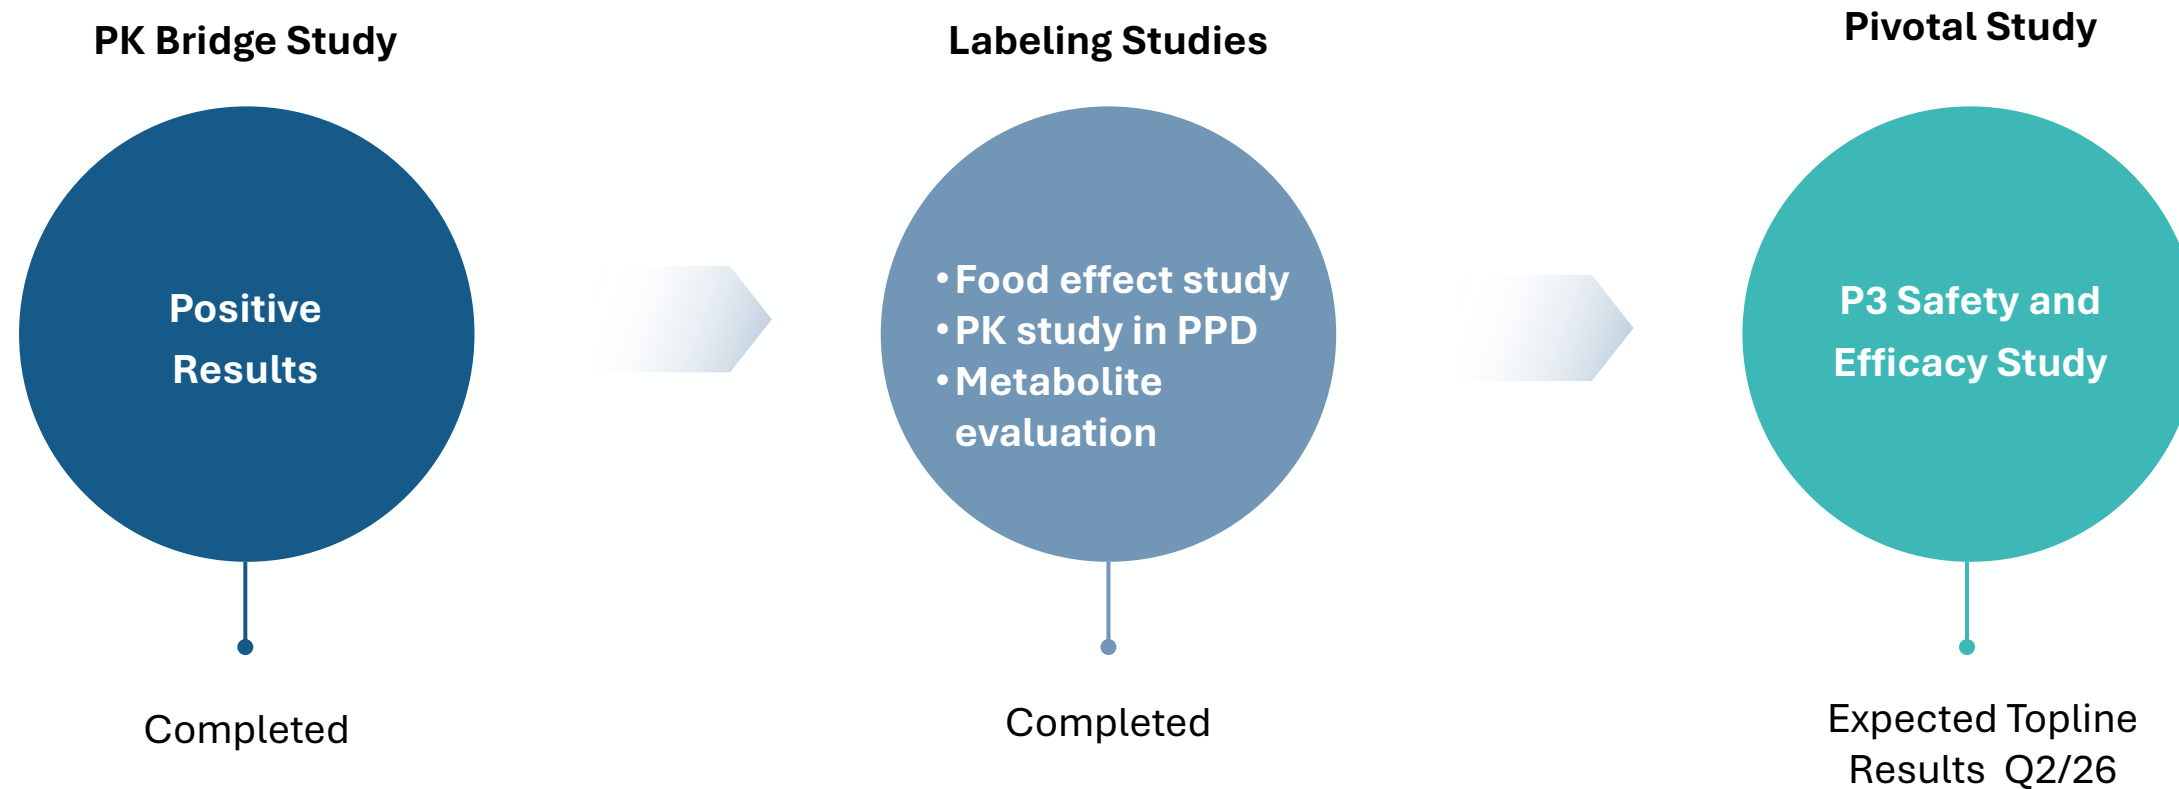 PK Bridge Study
Positive
Results
Completed
Labeling Studies
• Food effect study
• PK study in PPD
• Metabolite
evaluation
Completed
Pivotal Study
P3 Safety and
Efficacy Study
Expected Topline
Results Q2/26